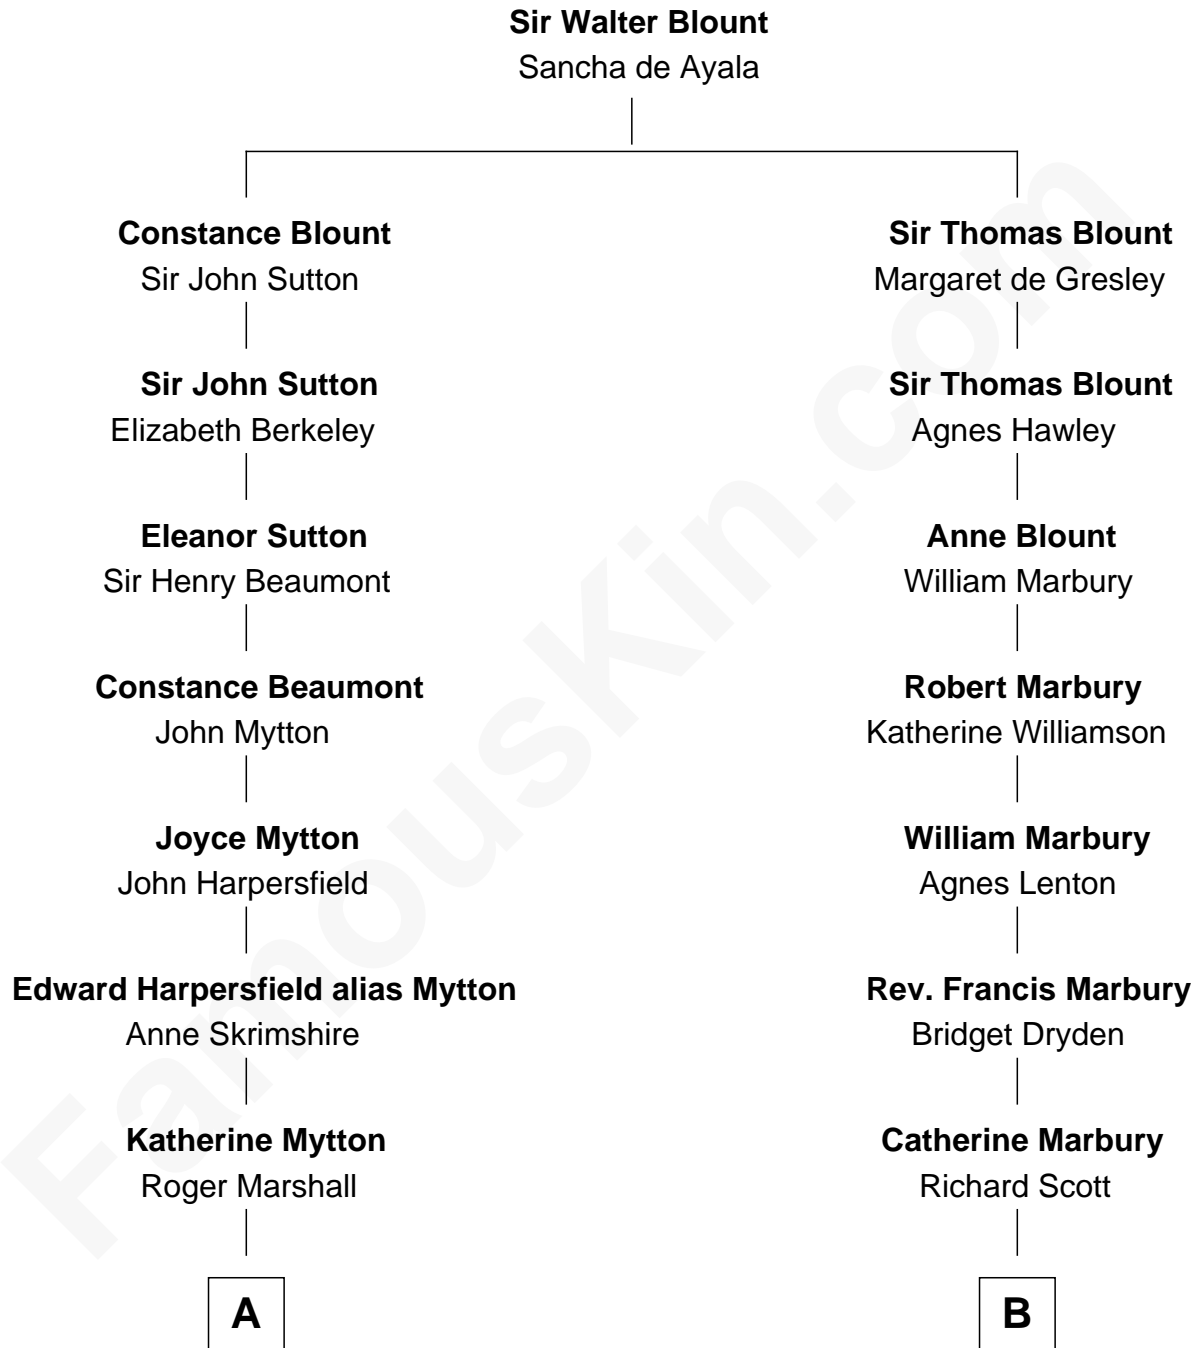 Sir Walter Blount
Sancha de Ayala
Constance Blount
Sir John Sutton
Sir John Sutton
Elizabeth Berkeley
Eleanor Sutton
Sir Henry Beaumont
Constance Beaumont
John Mytton
Joyce Mytton
John Harpersfield
Edward Harpersfield alias Mytton
Anne Skrimshire
Katherine Mytton
Roger Marshall
A
Sir Thomas Blount
Margaret de Gresley
Sir Thomas Blount
Agnes Hawley
Anne Blount
William Marbury
Robert Marbury
Katherine Williamson
William Marbury
Agnes Lenton
Rev. Francis Marbury
Bridget Dryden
Catherine Marbury
Richard Scott
B
FamousKin.com